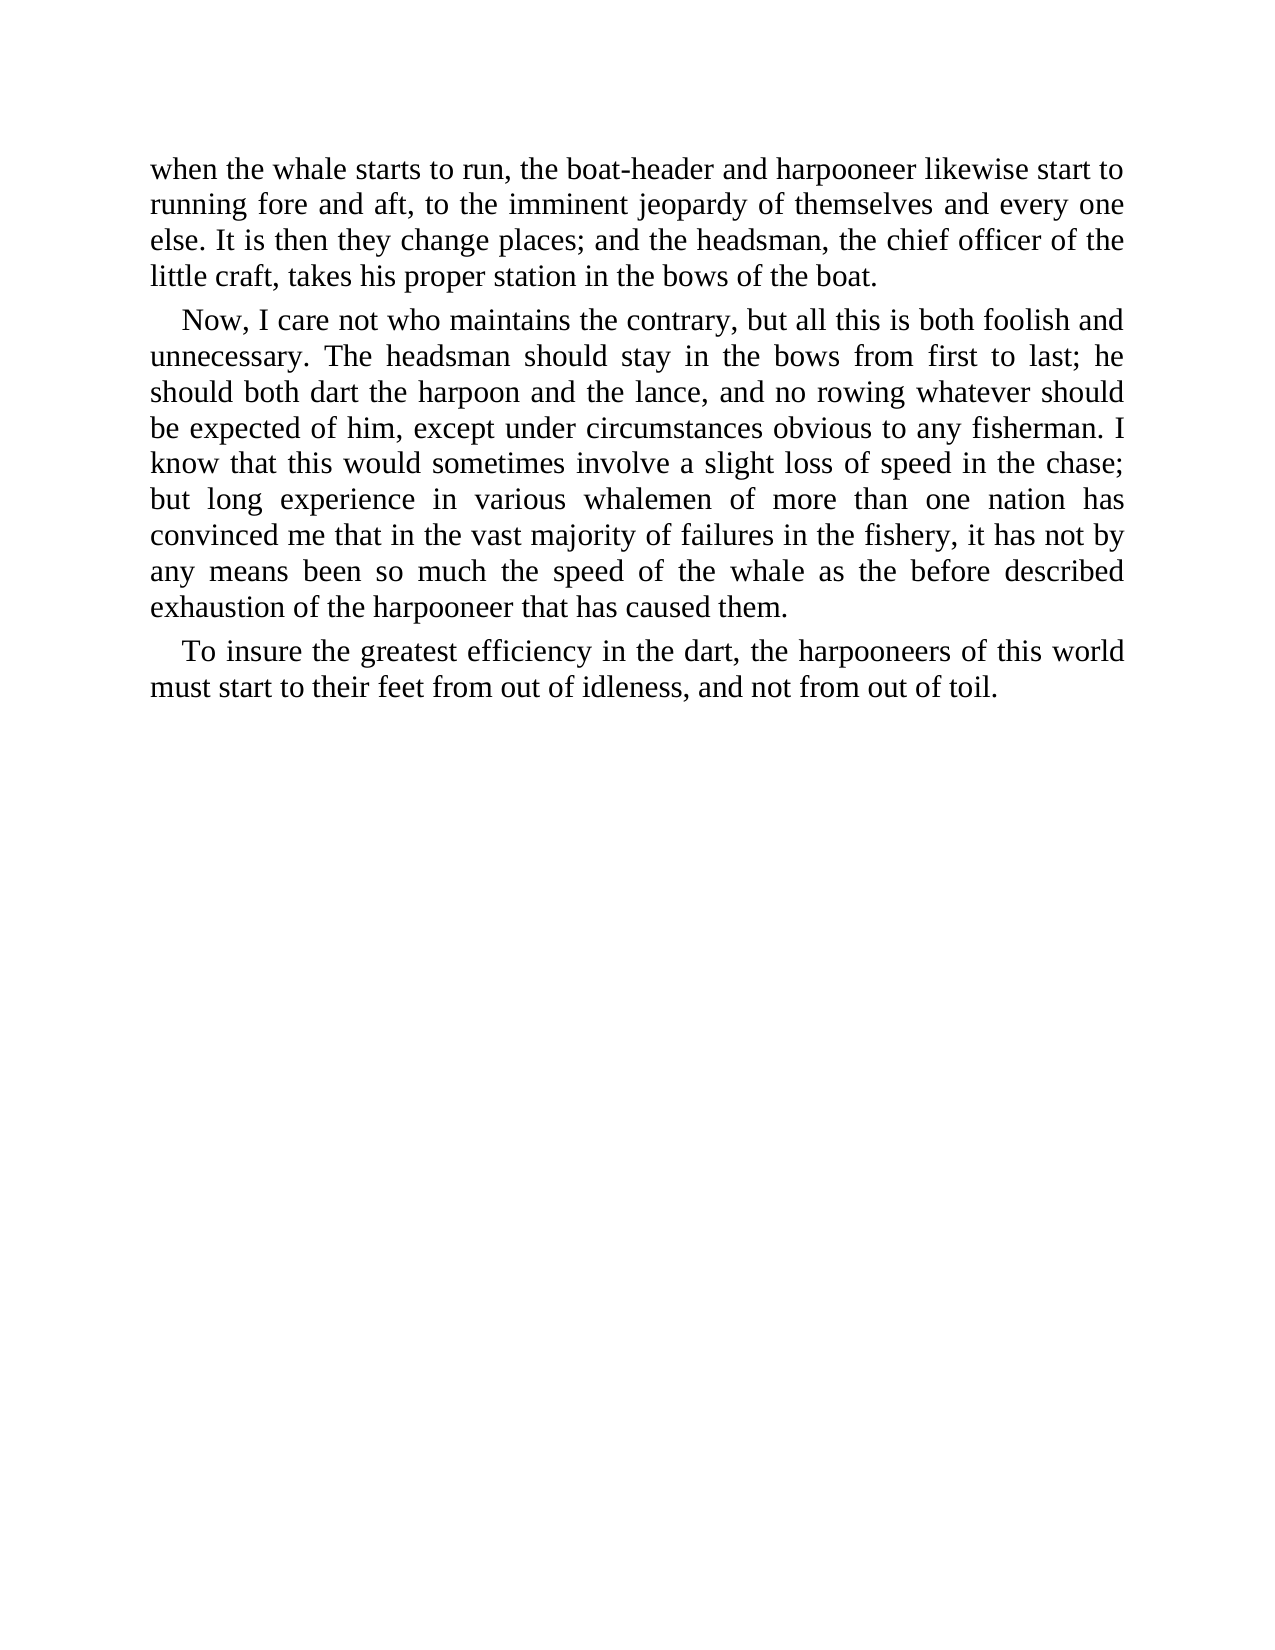 when the whale starts to run, the boat-header and harpooneer likewise start to
running fore and aft, to the imminent jeopardy of themselves and every one
else. It is then they change places; and the headsman, the chief officer of the
little craft, takes his proper station in the bows of the boat.
Now, I care not who maintains the contrary, but all this is both foolish and
unnecessary. The headsman should stay in the bows from first to last; he
should both dart the harpoon and the lance, and no rowing whatever should
be expected of him, except under circumstances obvious to any fisherman. I
know that this would sometimes involve a slight loss of speed in the chase;
but long experience in various whalemen of more than one nation has
convinced me that in the vast majority of failures in the fishery, it has not by
any means been so much the speed of the whale as the before described
exhaustion of the harpooneer that has caused them.
To insure the greatest efficiency in the dart, the harpooneers of this world
must start to their feet from out of idleness, and not from out of toil.